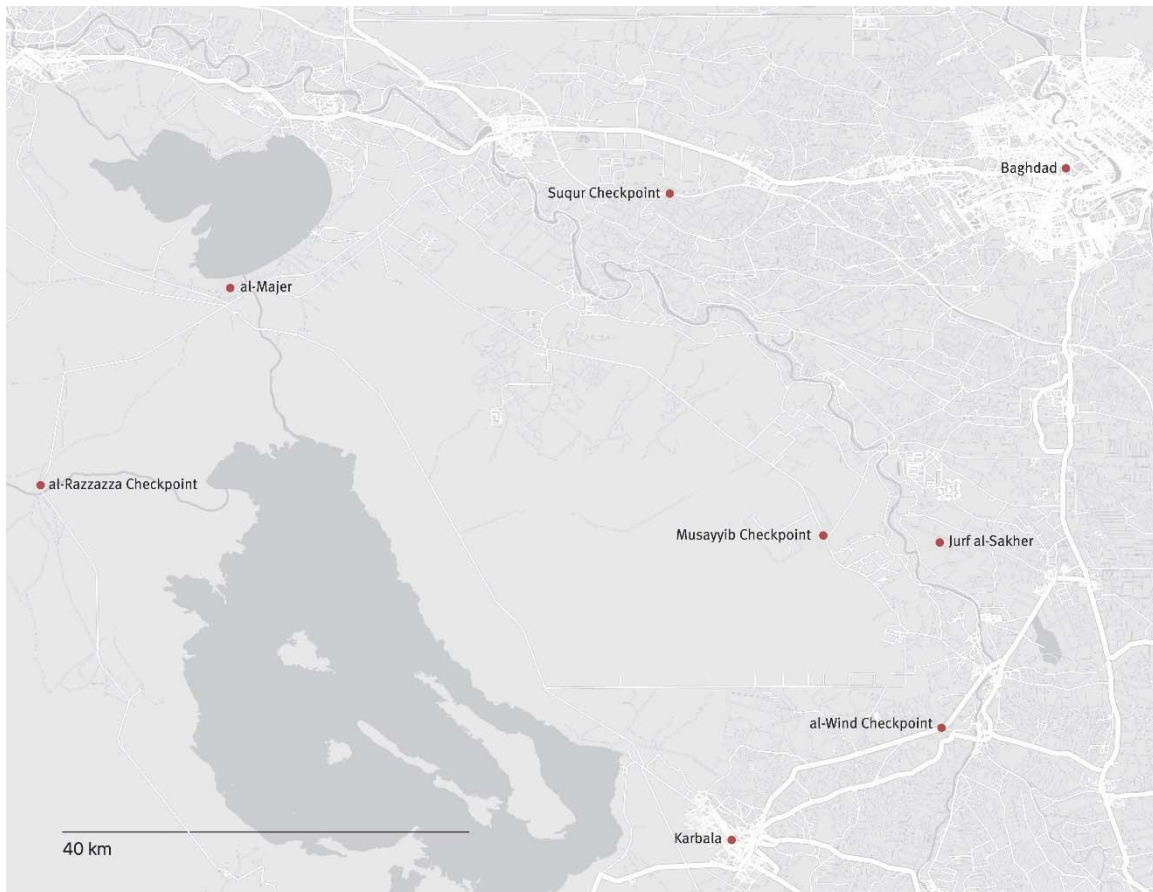 Baghdad
Suqur Checkpoint
al-Majer
al-Razzazza Checkpoint
Musayyib Checkpoint
Jurf al-Sakher
al-Wind Checkpoint
Karbala
40 km